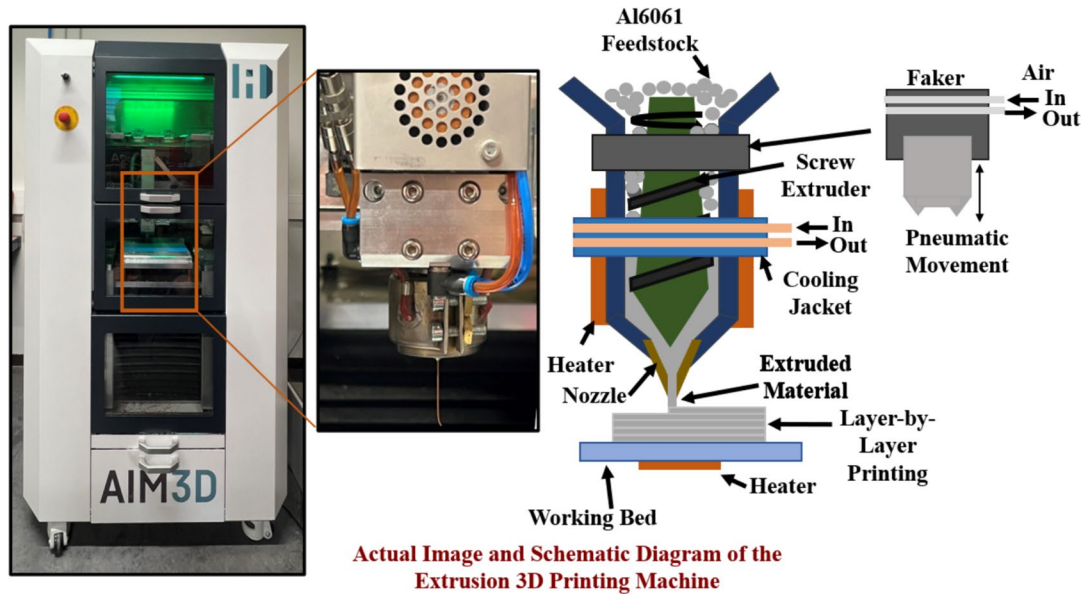 Al6061
Feedstock
Faker
Air
In
Out
Screw
Extruder
In
Out
Cooling
Jacket
Pneumatic
Movement
Heater
Nozzle
Extruded
Material
Layer-by-
Layer
Printing
Heater
Working Bed
AIM3D
Actual Image and Schematic Diagram of the
Extrusion 3D Printing Machine